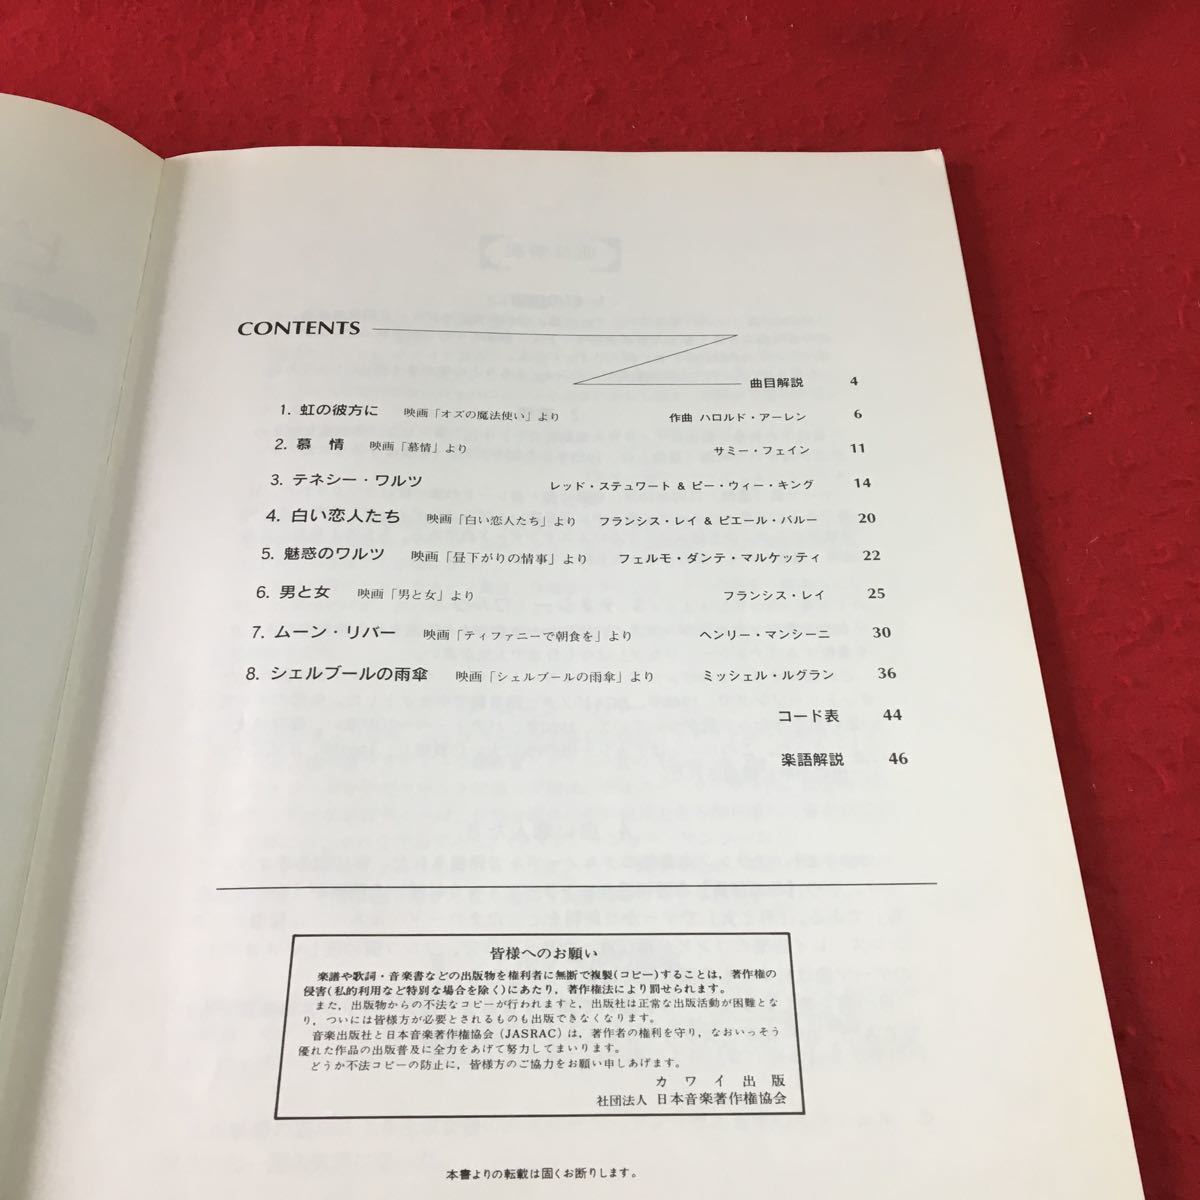 CONTENTS
曲目解説 4
1. 虹の彼方に 映画「オズの魔法使い」より 作曲 ハロルド・アーレン 6
2. 慕 情 映画「慕情」より サミー・フェイン 11
3. テネシー・ワルツ レッド・ステュワート & ピー・ウィー・キング 14
4. 白い恋人たち 映画「白い恋人たち」より フランシス・レイ & ピエール・バルー 20
5. 魅惑のワルツ 映画「昼下がりの情事」より フェルモ・ダンテ・マルケッティ 22
6. 男と女 映画「男と女」より フランシス・レイ 25
7. ムーン・リバー 映画「ティファニーで朝食を」より ヘンリー・マンシーニ 30
8. シェルブールの雨傘 映画「シェルブールの雨傘」より ミッシェル・ルグラン 36
コード表 44
楽語解説 46
皆様へのお願い
楽譜や歌詞・音楽書などの出版物を権利者に無断で複製(コピー)することは，著作権の
侵害(私的利用など特別な場合を除く)にあたり，著作権法により罰せられます。
また，出版物からの不法なコピーが行われますと，出版社は正常な出版活動が困難とな
り，ついには皆様方が必要とされるものも出版できなくなります。
音楽出版社と日本音楽著作権協会(JASRAC)は，著作者の権利を守り，なおいっそう
優れた作品の出版普及に全力をあげて努力してまいります。
どうか不法コピーの防止に，皆様方のご協力をお願い申しあげます。
カワイ出版
社団法人 日本音楽著作権協会
本書よりの転載は固くお断りします。